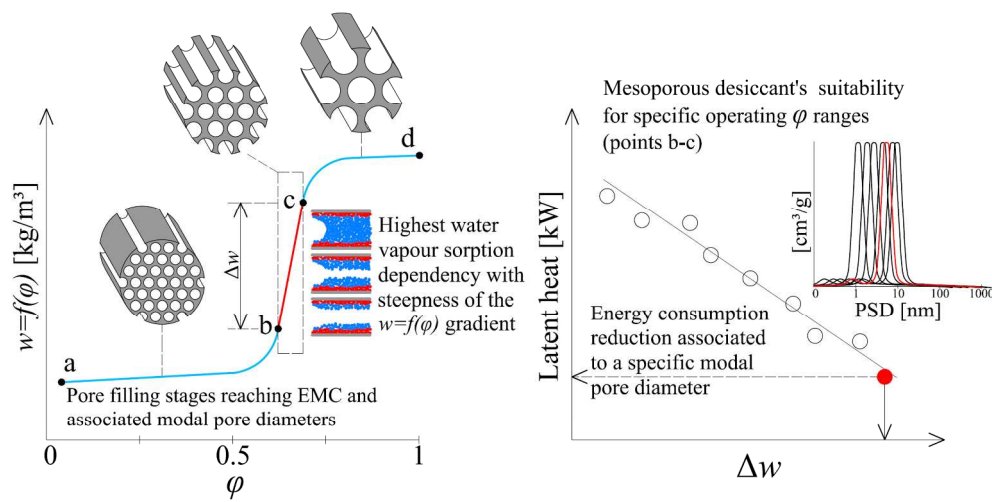 w=f(φ) [kg/m³]
a
b
c
d
Δw
Highest water
vapour sorption
dependency with
steepness of the
w=f(φ) gradient
Pore filling stages reaching EMC and
associated modal pore diameters
0
0.5
1
φ
Latent heat [kW]
Mesoporous desiccant's suitability
for specific operating φ ranges
(points b-c)
[cm³/g]
0 1 10 100 1000
PSD [nm]
Energy consumption
reduction associated
to a specific modal
pore diameter
Δw